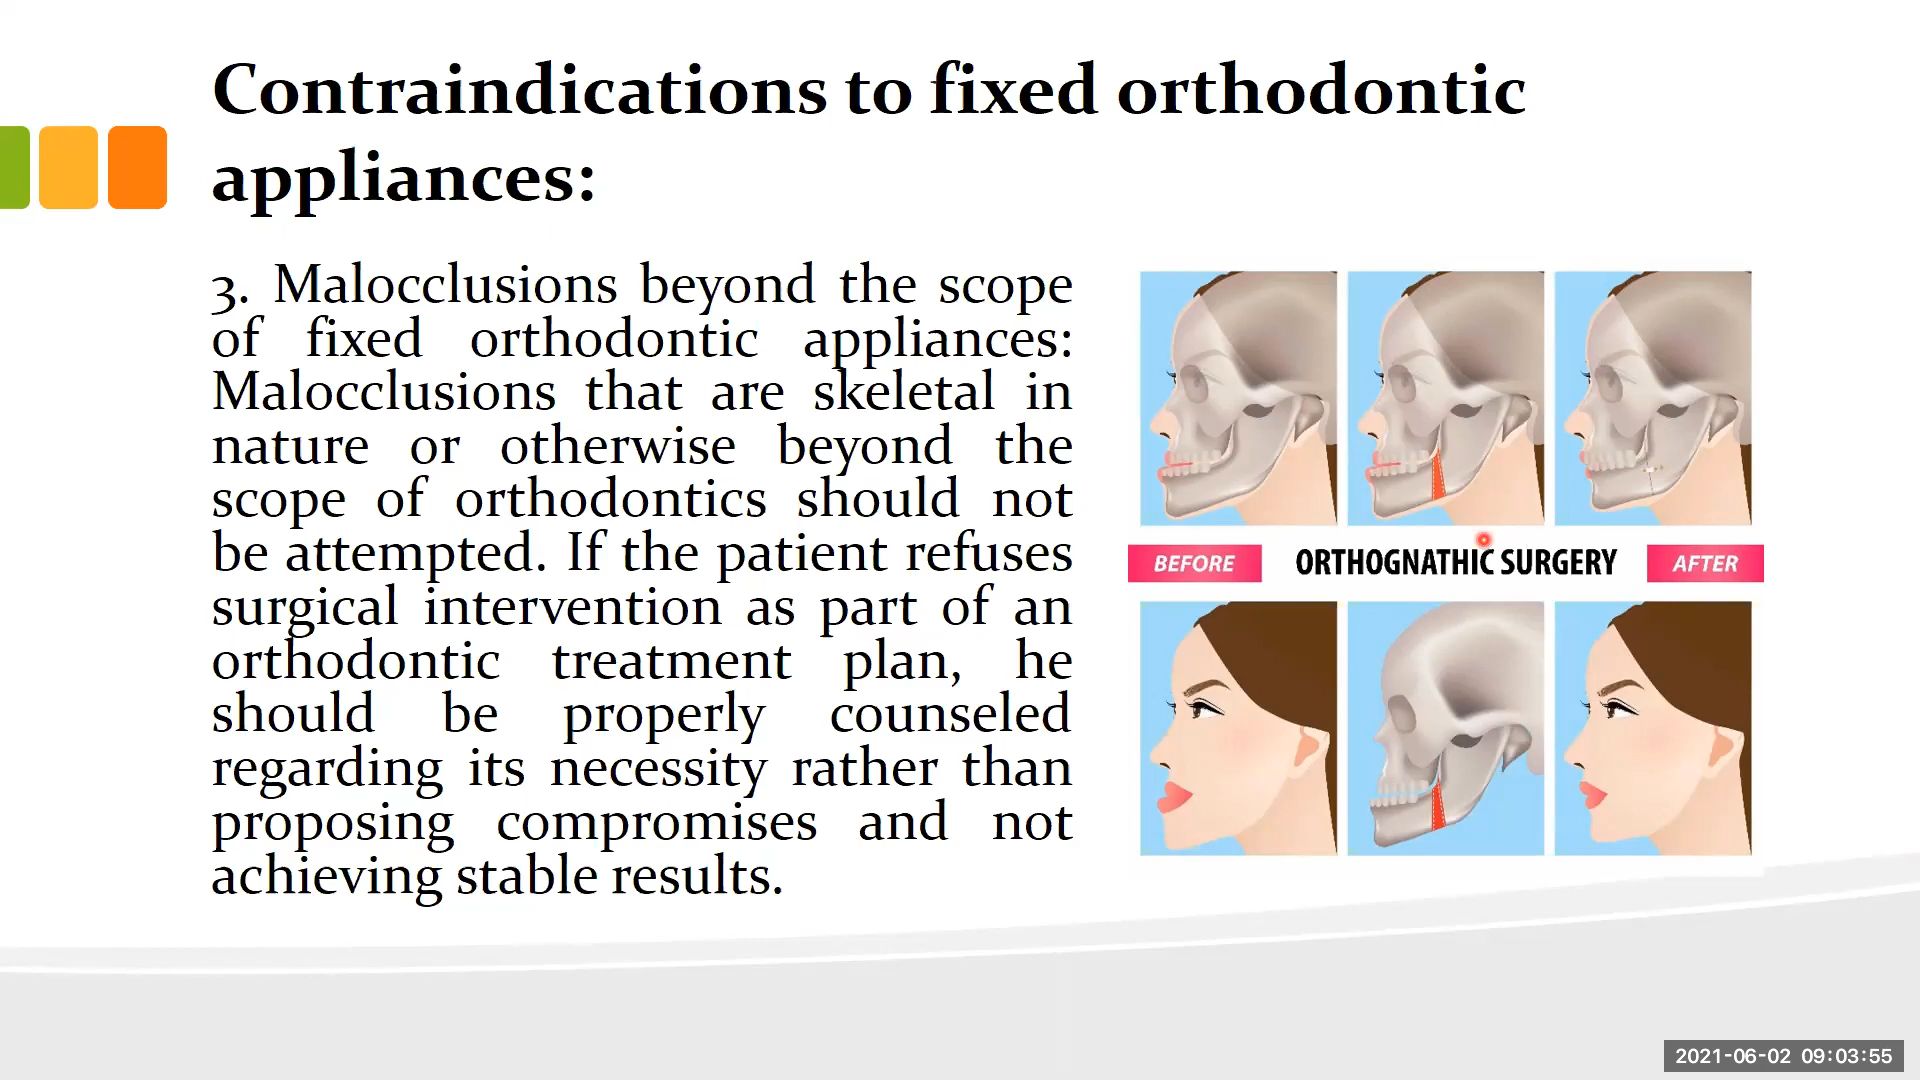 Contraindications to fixed orthodontic
appliances:
3. Malocclusions beyond the scope
of fixed orthodontic appliances:
Malocclusions that are skeletal in
nature or otherwise beyond the
scope of orthodontics should not
be attempted. If the patient refuses
surgical intervention as part of an
orthodontic treatment plan, he
should be properly counseled
regarding its necessity rather than
proposing compromises and not
achieving stable results.
BEFORE ORTHOGNATHIC SURGERY AFTER
2021-06-02 09:03:55